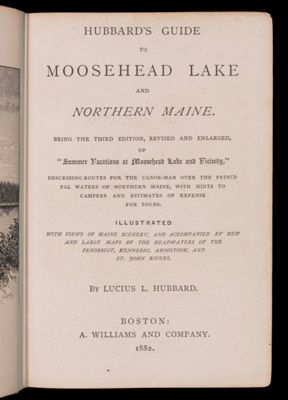 HUBBARD'S GUIDE
TO
MOOSEHEAD LAKE
AND
NORTHERN MAINE.
BEING THE THIRD EDITION, REVISED AND ENLARGED,
OF
"Summer Vacations at Moosehead Lake and Vicinity,"
DESCRIBING ROUTES FOR THE CANOE-MAN OVER THE PRINCI-
PAL WATERS OF NORTHERN MAINE, WITH HINTS TO
CAMPERS AND ESTIMATES OF EXPENSE
FOR TOURS.
ILLUSTRATED
WITH VIEWS OF MAINE SCENERY, AND ACCOMPANIED BY NEW
AND LARGE MAPS OF THE HEADWATERS OF THE
PENOBSCOT, KENNEBEC, AROOSTOOK, AND
ST. JOHN RIVERS.
BY LUCIUS L. HUBBARD.
BOSTON:
A. WILLIAMS AND COMPANY.
1882.